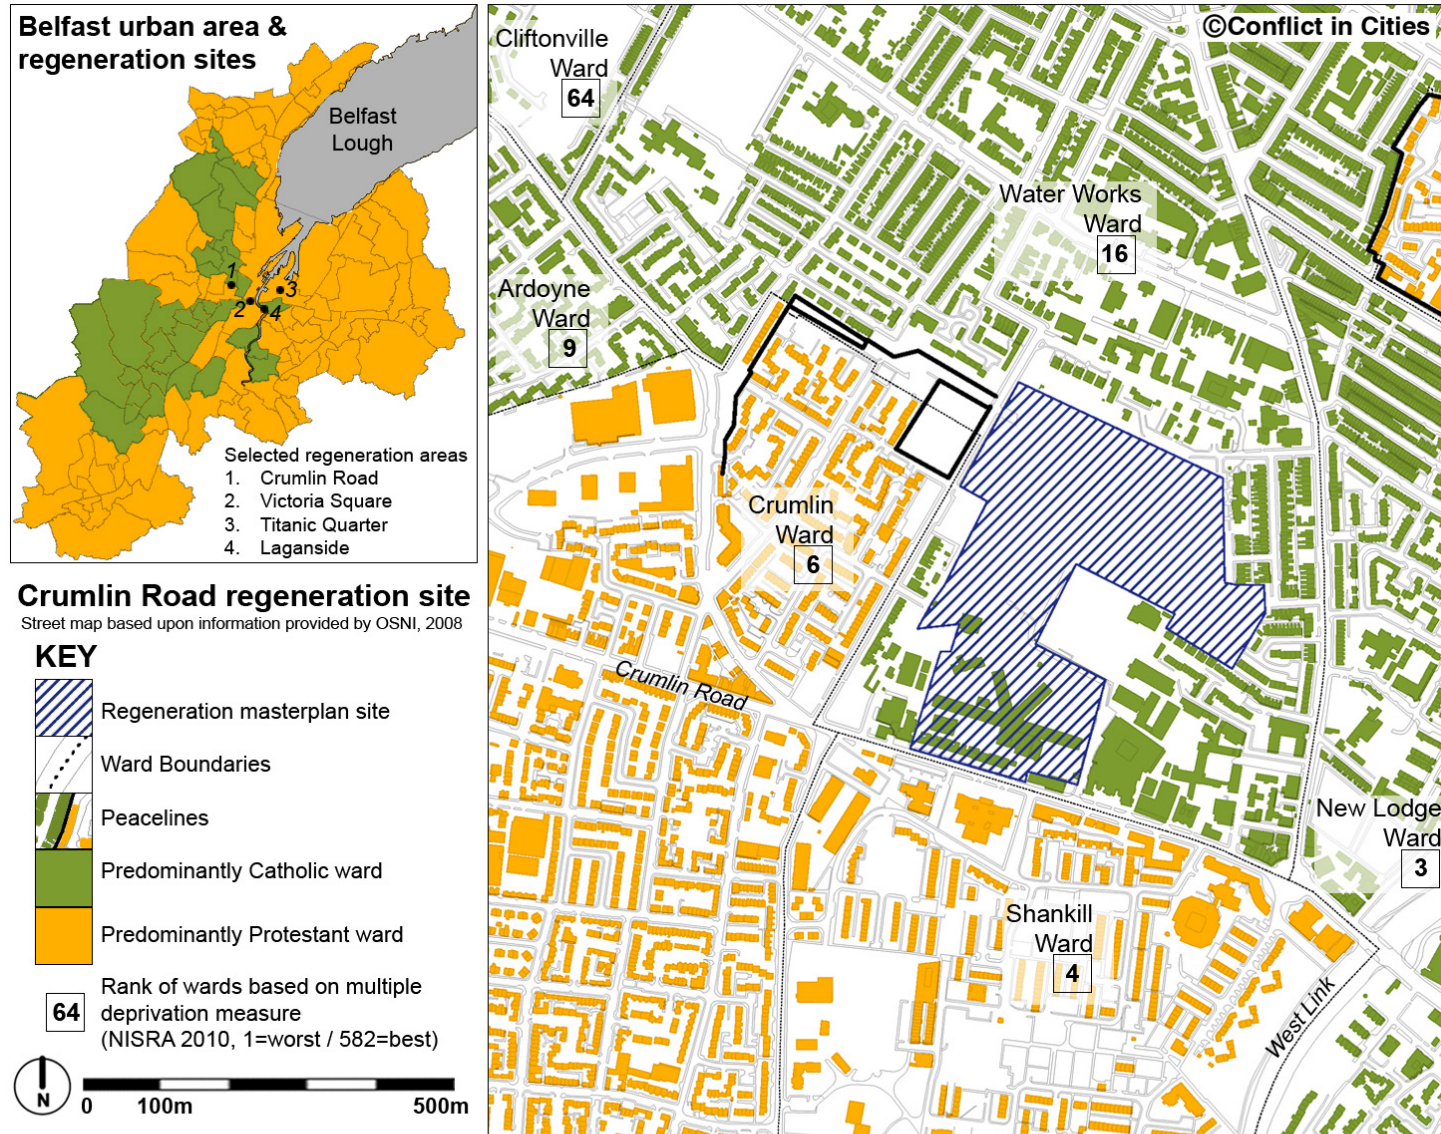 Belfast urban area &
regeneration sites
Belfast
Lough
1
2
3
4
Selected regeneration areas
1. Crumlin Road
2. Victoria Square
3. Titanic Quarter
4. Laganside
Crumlin Road regeneration site
Street map based upon information provided by OSNI, 2008
KEY
Regeneration masterplan site
Ward Boundaries
Peacelines
Predominantly Catholic ward
Predominantly Protestant ward
64
Rank of wards based on multiple
deprivation measure
(NISRA 2010, 1=worst / 582=best)
N
0 100m 500m
©Conflict in Cities
Cliftonville
Ward
64
Water Works
Ward
16
Ardoyne
Ward
9
Crumlin
Ward
6
Crumlin Road
New Lodge
Ward
3
Shankill
Ward
4
West Link